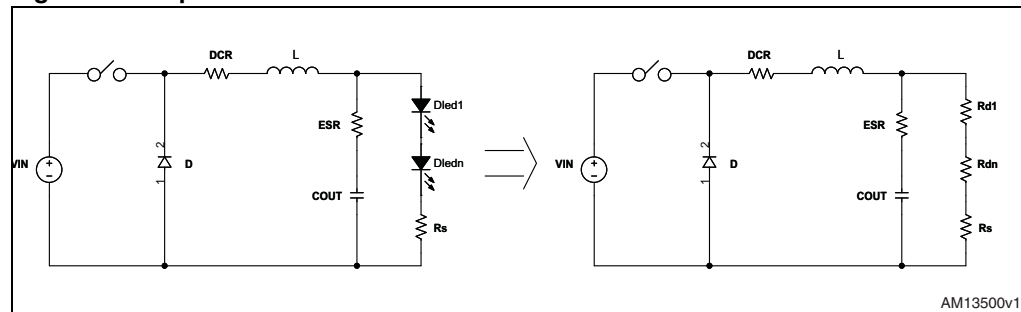 DCR
L
Dled1
ESR
2
VIN
D
Dledn
1
COUT
Rs
DCR
L
Rd1
ESR
2
VIN
D
Rdn
1
COUT
Rs
AM13500v1